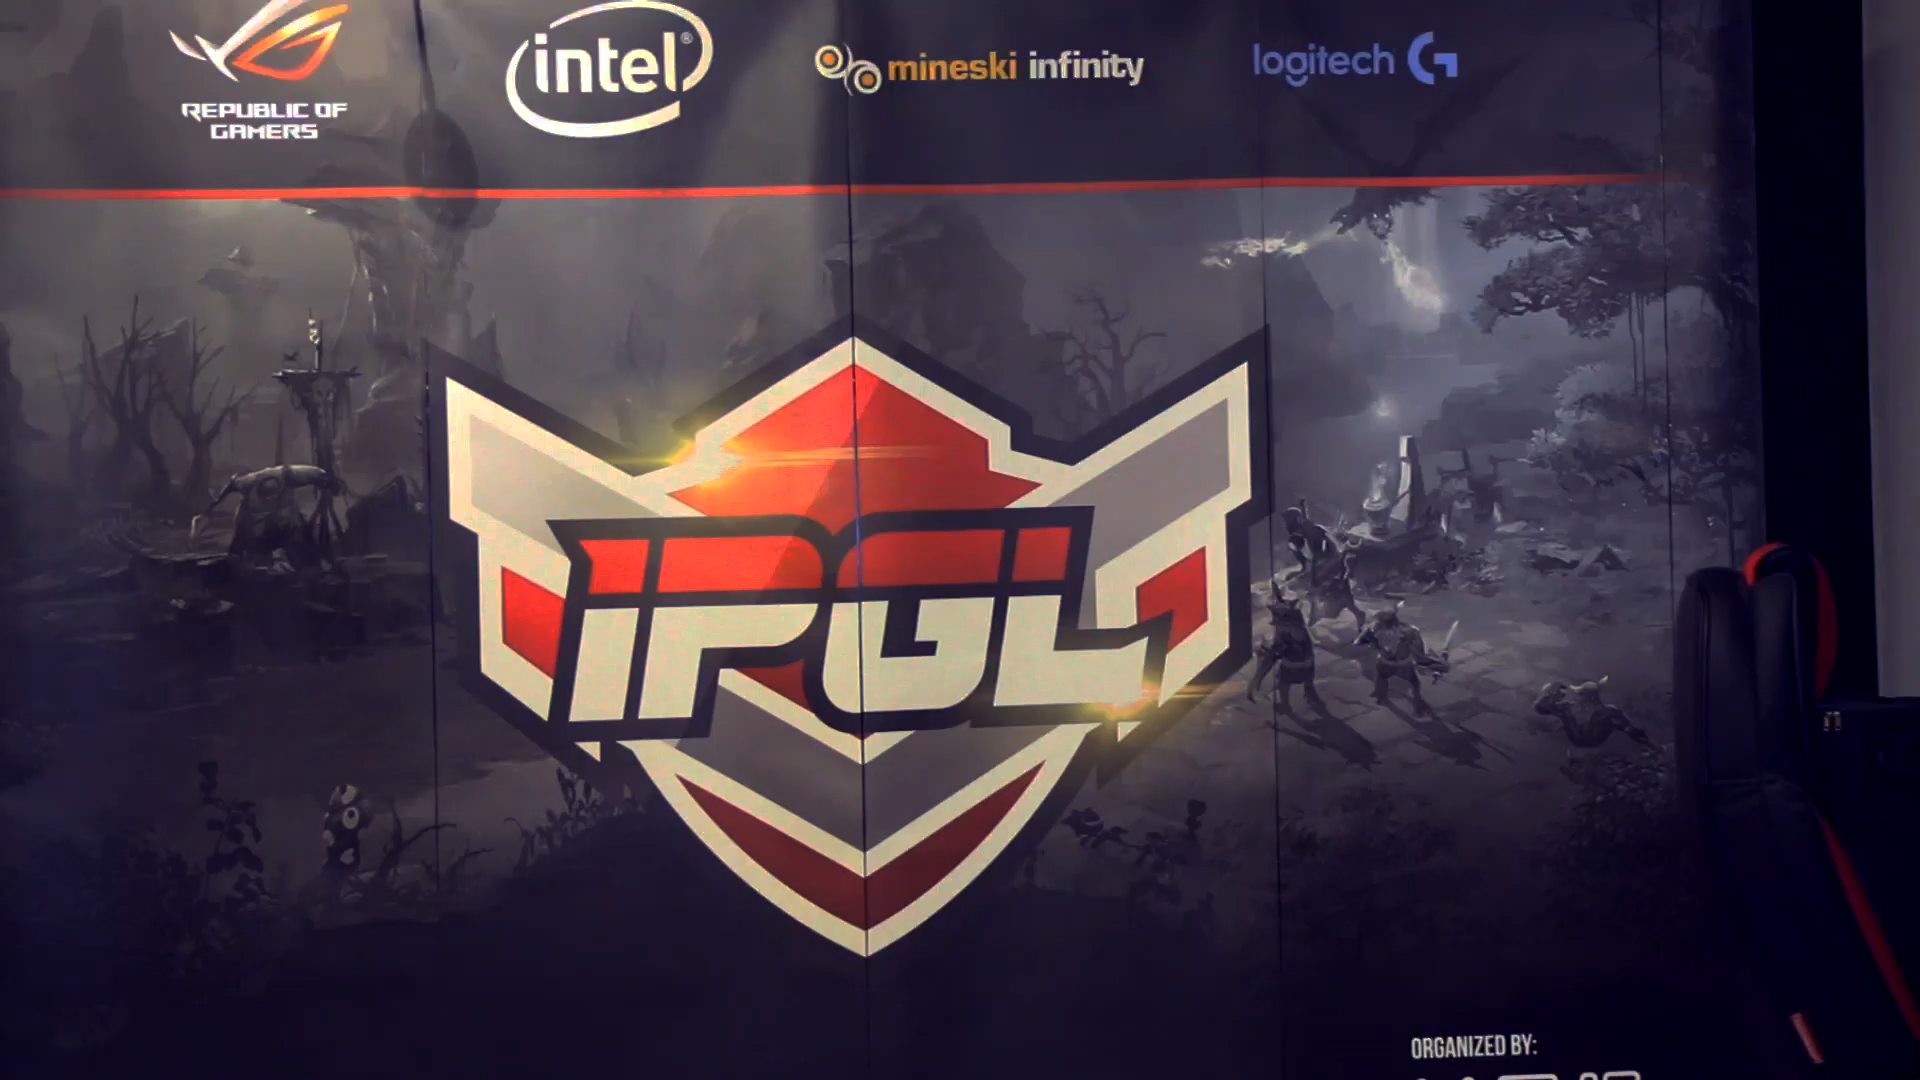 REPUBLIC OF
GAMERS
intel®
mineski infinity
logitech G
IPGL
ORGANIZED BY: